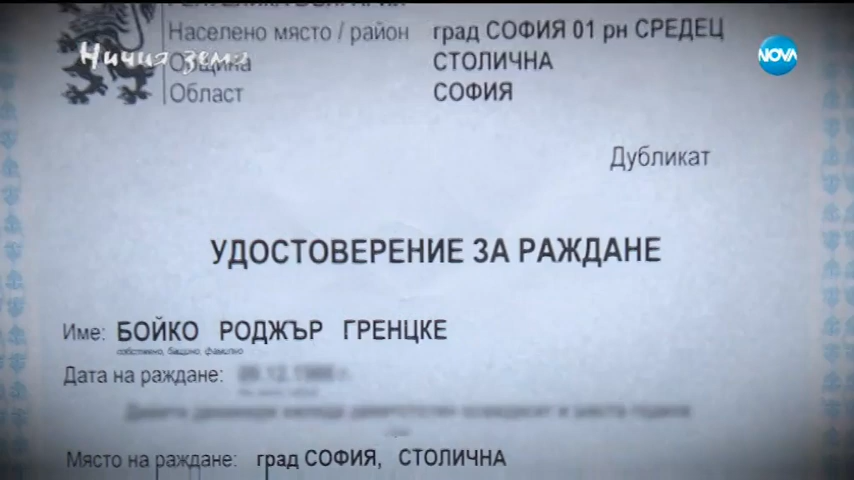 Населено място / район град СОФИЯ 01 рн СРЕДЕЦ
Община СТОЛИЧНА
Област СОФИЯ
Ничия земя
NOVA
Дубликат
УДОСТОВЕРЕНИЕ ЗА РАЖДАНЕ
Име: БОЙКО РОДЖЪР ГРЕНЦКЕ
собствено, бащино, фамилно
Дата на раждане:
Място на раждане: град СОФИЯ, СТОЛИЧНА